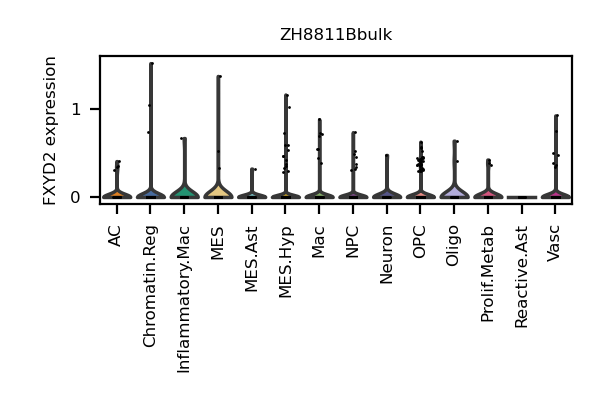 ZH8811Bbulk
FXYD2 expression
1
0
AC
Chromatin.Reg
Inflammatory.Mac
MES
MES.Ast
MES.Hyp
Mac
NPC
Neuron
OPC
Oligo
Prolif.Metab
Reactive.Ast
Vasc